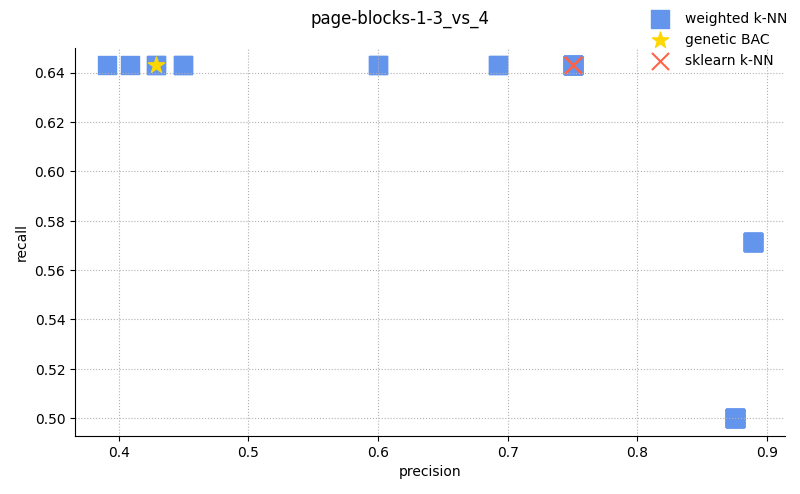 page-blocks-1-3_vs_4
weighted k-NN
genetic BAC
sklearn k-NN
recall
0.64
0.62
0.60
0.58
0.56
0.54
0.52
0.50
0.4 0.5 0.6 0.7 0.8 0.9
precision